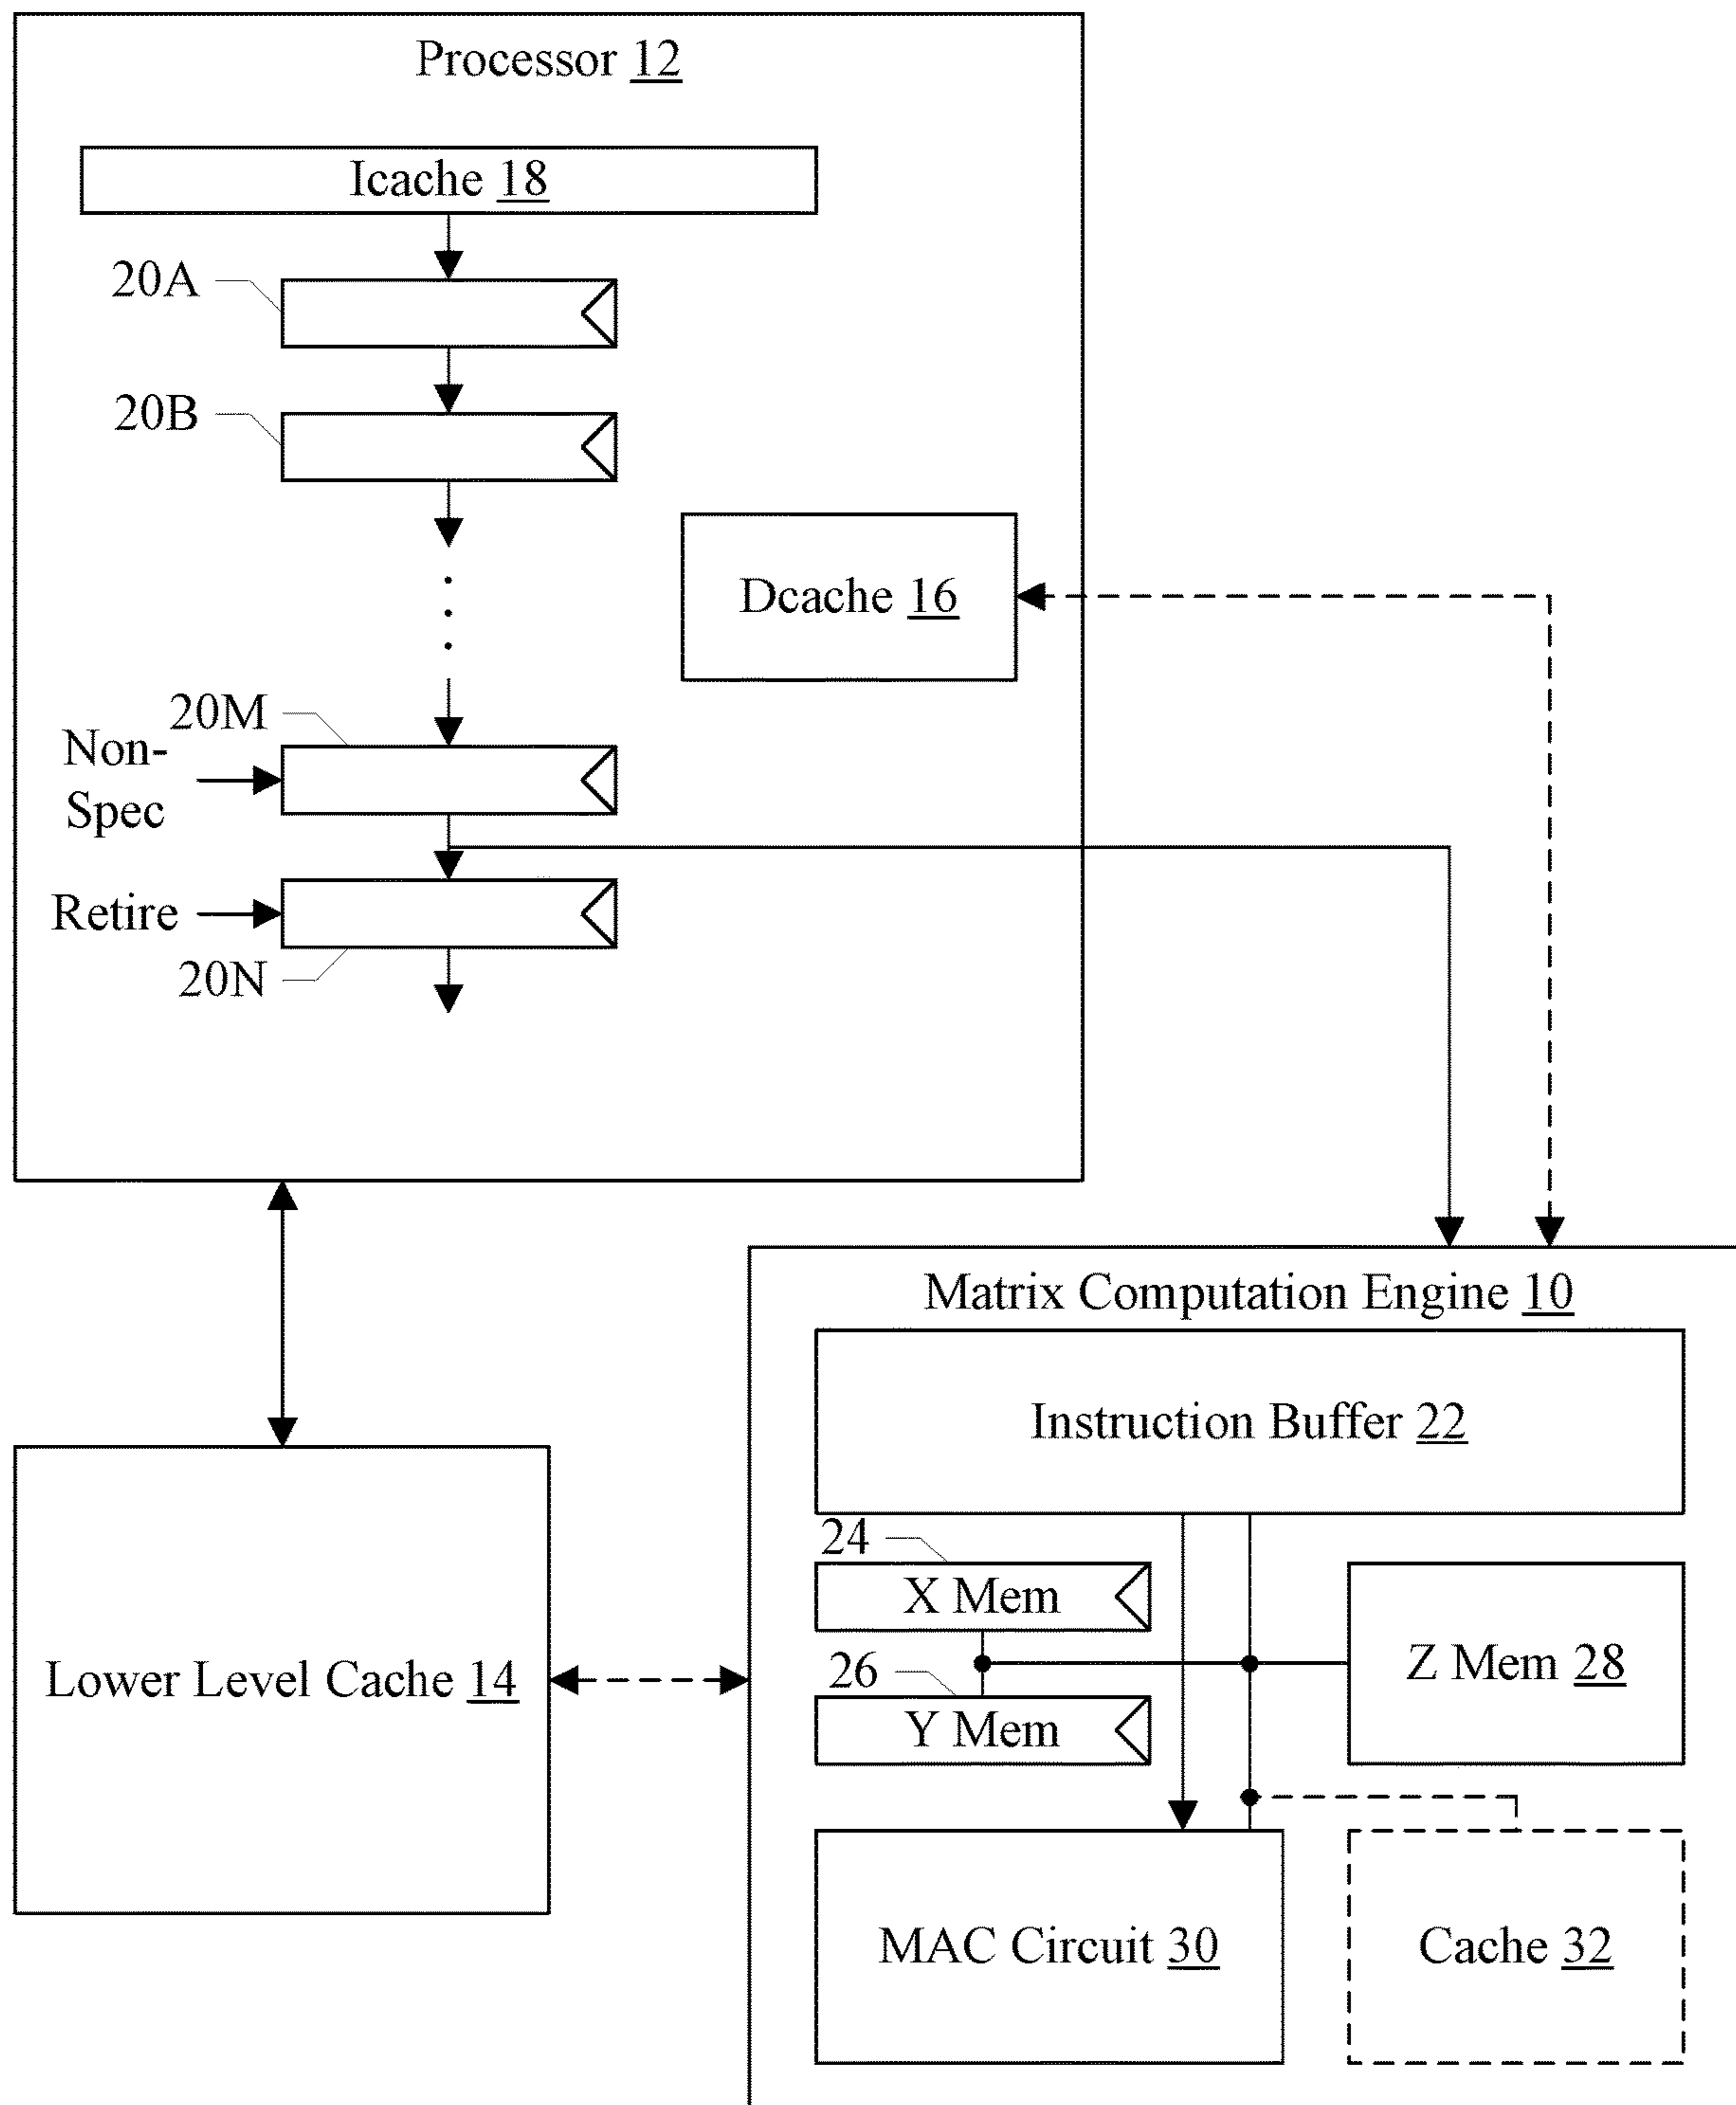 Processor 12
Icache 18
20A
20B
Dcache 16
20M
Non-
Spec
Retire
20N
Matrix Computation Engine 10
Instruction Buffer 22
24
X Mem
Lower Level Cache 14
26
Y Mem
Z Mem 28
MAC Circuit 30
Cache 32